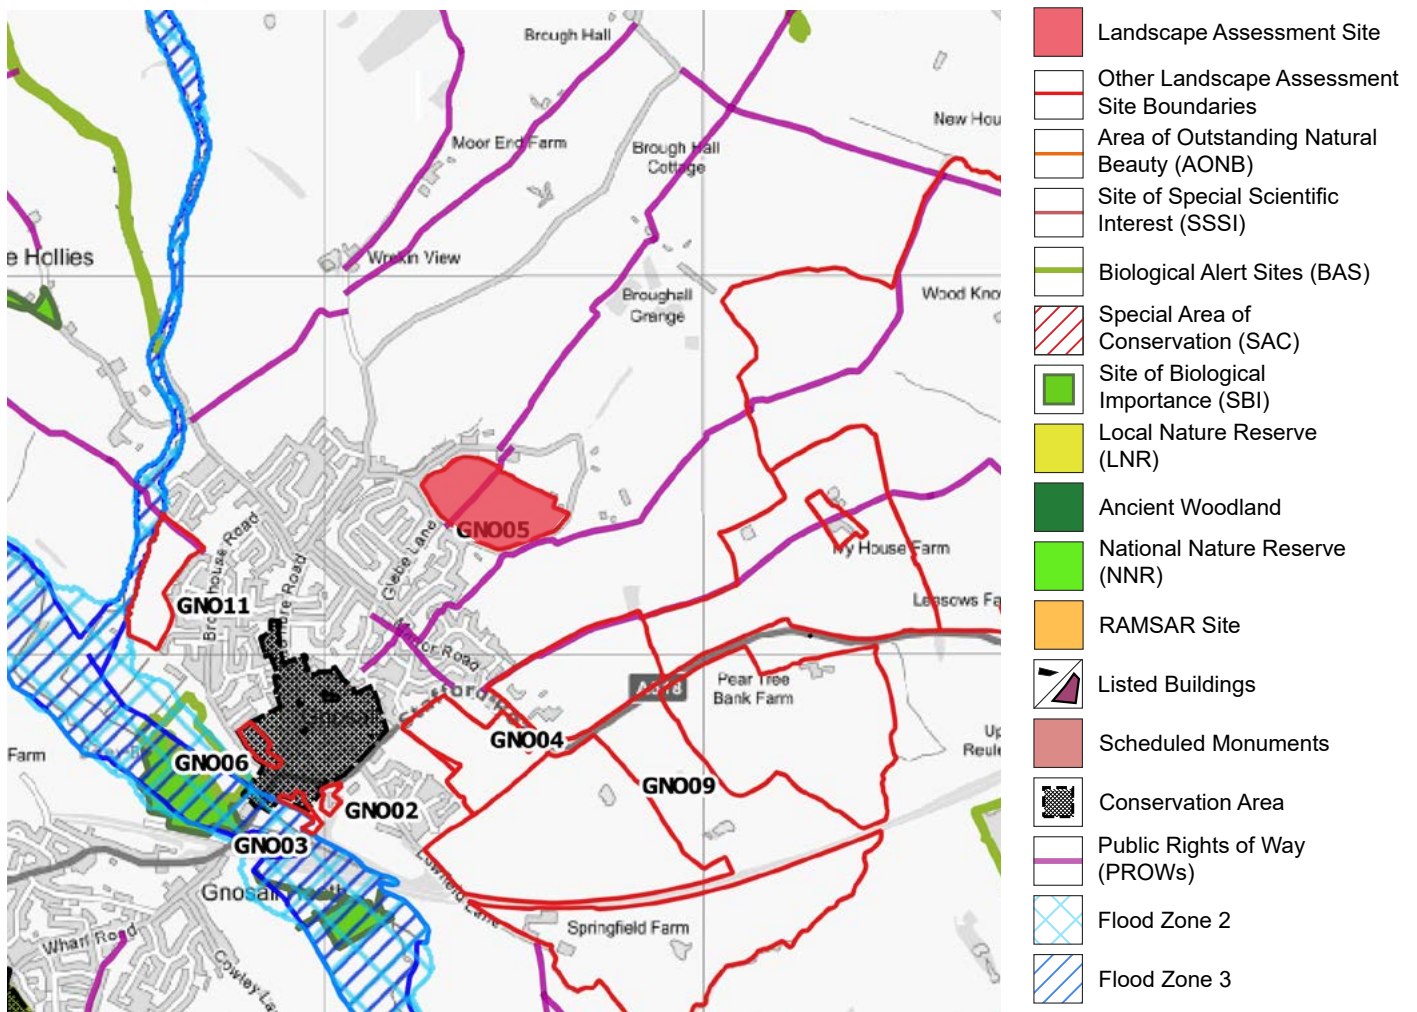 Brough Hall
Moor End Farm
Brough Hall
Cottage
New Hou
e Hollies
Wrekin View
Broughall
Grange
Wood Kno
GNO05
Glebe Lane
Ivy House Farm
Leasows Fa
GNO11
Manor Road
Pear Tree
Bank Farm
GNO04
Farm
GNO06
GNO09
GNO02
GNO03
Lowfield Lane
Springfield Farm
Wharf Road
Landscape Assessment Site
Other Landscape Assessment
Site Boundaries
Area of Outstanding Natural
Beauty (AONB)
Site of Special Scientific
Interest (SSSI)
Biological Alert Sites (BAS)
Special Area of
Conservation (SAC)
Site of Biological
Importance (SBI)
Local Nature Reserve
(LNR)
Ancient Woodland
National Nature Reserve
(NNR)
RAMSAR Site
Listed Buildings
Scheduled Monuments
Conservation Area
Public Rights of Way
(PROWs)
Flood Zone 2
Flood Zone 3